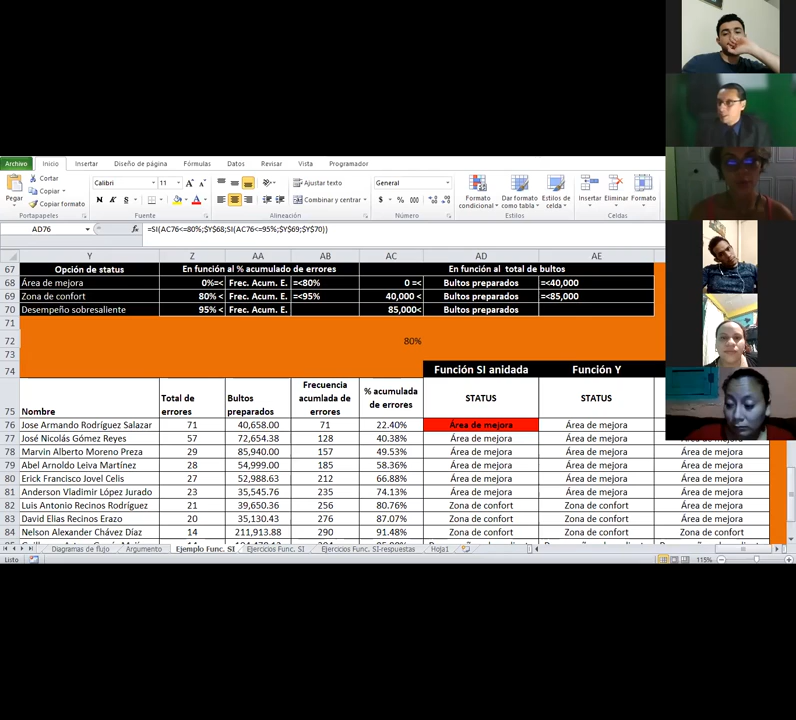 Archivo Inicio Insertar Diseño de página Fórmulas Datos Revisar Vista Programador
Pegar Cortar Copiar Copiar formato
Calibri 11 N K S A A
Ajustar texto Combinar y centrar
General $ % 000
Formato condicional Dar formato como tabla Estilos de celda Insertar Eliminar Formato
Portapapeles Fuente Alineación Número Estilos Celdas
AD76 fx =SI(AC76<=80%;$Y$68;SI(AC76<=95%;$Y$69;$Y$70))
Y Z AA AB AC AD AE
67 Opción de status En función al % acumulado de errores En función al total de bultos
68 Área de mejora 0%=< Frec. Acum. E. =<80% 0 =< Bultos preparados =<40,000
69 Zona de confort 80% < Frec. Acum. E. =<95% 40,000 < Bultos preparados =<85,000
70 Desempeño sobresaliente 95% < Frec. Acum. E. 85,000< Bultos preparados
71
72 80%
73
74 Función SI anidada Función Y
75 Nombre Total de errores Bultos preparados Frecuencia acumlada de errores % acumulada de errores STATUS STATUS
76 Jose Armando Rodríguez Salazar 71 40,658.00 71 22.40% Área de mejora Área de mejora
77 José Nicolás Gómez Reyes 57 72,654.38 128 40.38% Área de mejora Área de mejora Área de mejora
78 Marvin Alberto Moreno Preza 29 85,940.00 157 49.53% Área de mejora Área de mejora Área de mejora
79 Abel Arnoldo Leiva Martínez 28 54,999.00 185 58.36% Área de mejora Área de mejora Área de mejora
80 Erick Francisco Jovel Celis 27 52,988.63 212 66.88% Área de mejora Área de mejora Área de mejora
81 Anderson Vladimir López Jurado 23 35,545.76 235 74.13% Área de mejora Área de mejora Área de mejora
82 Luis Antonio Recinos Rodríguez 21 39,650.36 256 80.76% Zona de confort Zona de confort Área de mejora
83 David Elias Recinos Erazo 20 35,130.43 276 87.07% Zona de confort Zona de confort Área de mejora
84 Nelson Alexander Chávez Díaz 14 211,913.88 290 91.48% Zona de confort Zona de confort Zona de confort
Diagramas de flujo Argumento Ejemplo Func. SI Ejercicios Func. SI Ejercicios Func. SI-respuestas Hoja1
Listo 115%